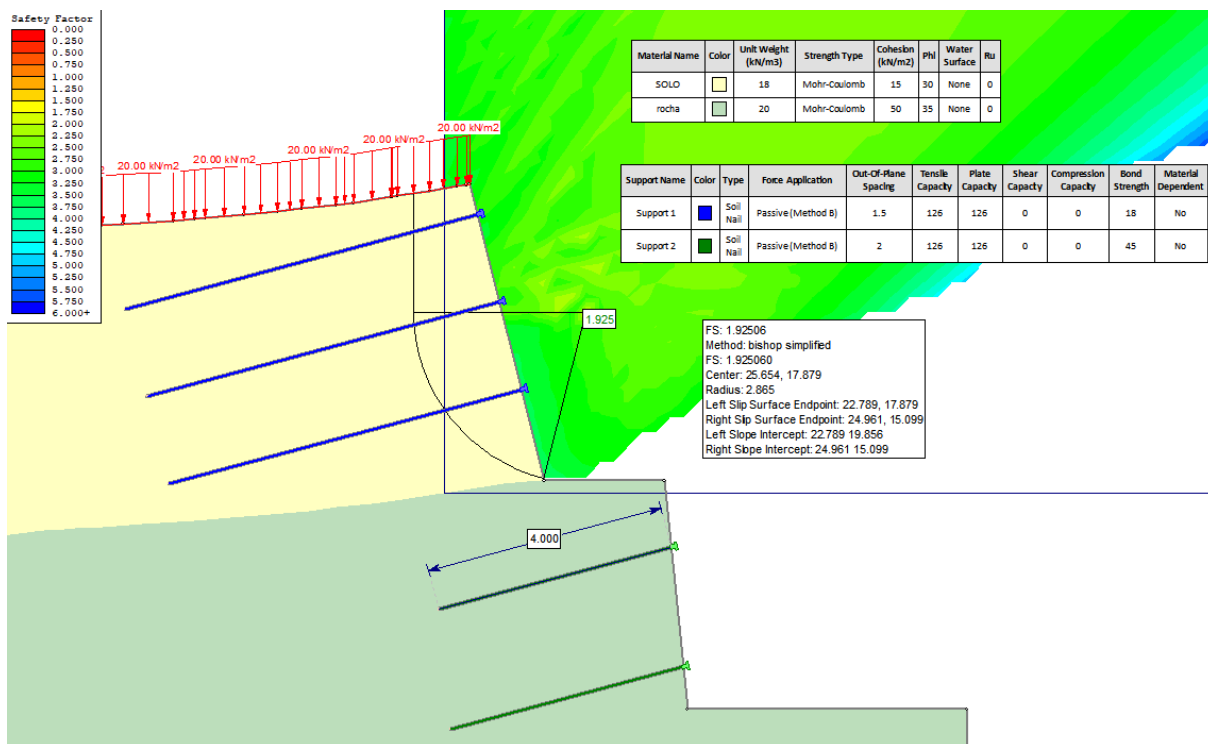 Safety Factor
0.000
0.250
0.500
0.750
1.000
1.250
1.500
1.750
2.000
2.250
2.500
2.750
3.000
3.250
3.500
3.750
4.000
4.250
4.500
4.750
5.000
5.250
5.500
5.750
6.000+
20.00 kN/m2
20.00 kN/m2
20.00 kN/m2
20.00 kN/m2
20.00 kN/m2
Material Name Color Unit Weight (kN/m3) Strength Type Cohesion (kN/m2) Phi Water Surface Ru
SOLO 18 Mohr-Coulomb 15 30 None 0
rocha 20 Mohr-Coulomb 50 35 None 0
Support Name Color Type Force Application Out-Of-Plane Spacing Tensile Capacity Plate Capacity Shear Capacity Compression Capacity Bond Strength Material Dependent
Support 1 Soil Nail Passive (Method B) 1.5 126 126 0 0 18 No
Support 2 Soil Nail Passive (Method B) 2 126 126 0 0 45 No
1.925
FS: 1.92506
Method: bishop simplified
FS: 1.925060
Center: 25.654, 17.879
Radius: 2.865
Left Slip Surface Endpoint: 22.789, 17.879
Right Slip Surface Endpoint: 24.961, 15.099
Left Slope Intercept: 22.789 19.856
Right Slope Intercept: 24.961 15.099
4.000